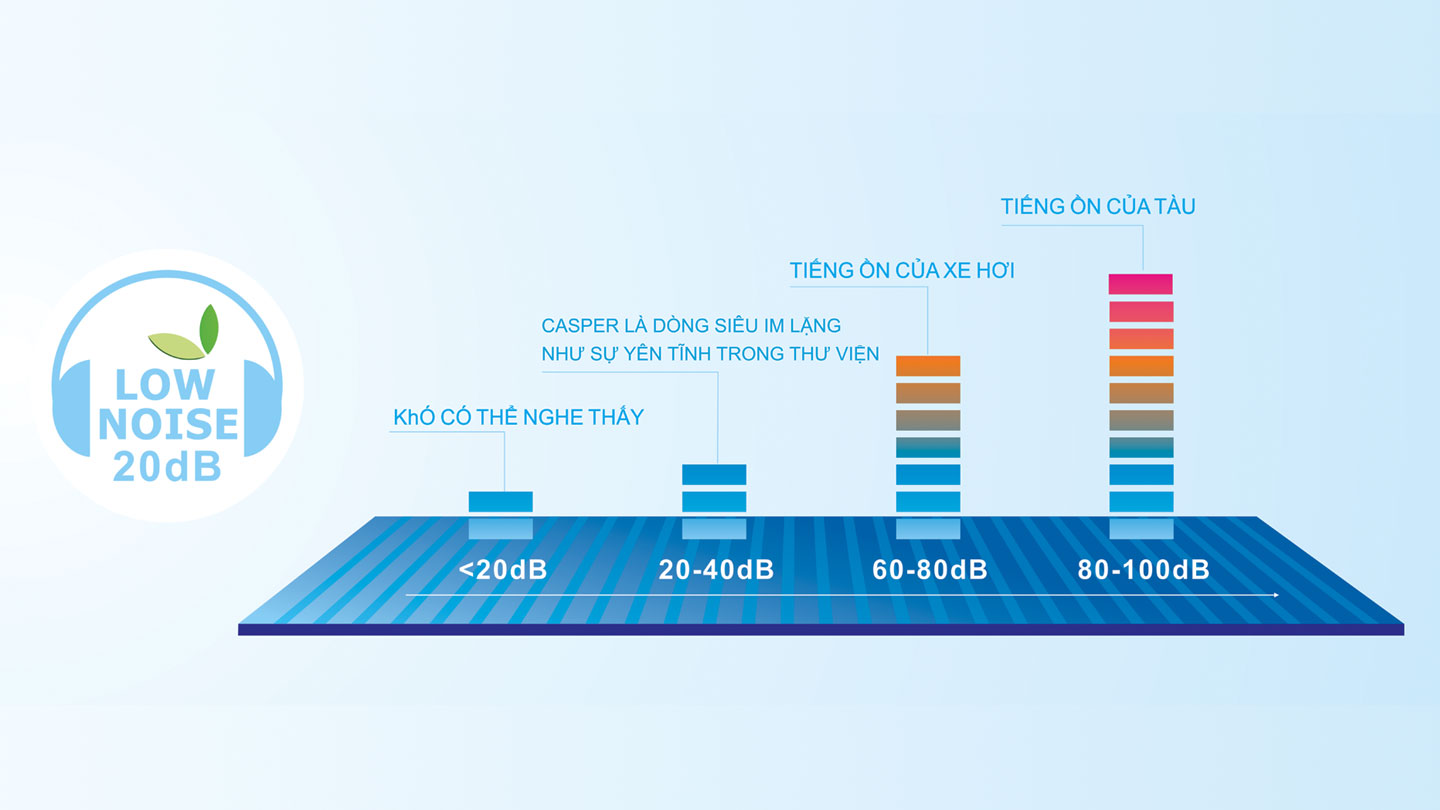 LOW
NOISE
20dB
KhÓ CÓ THỂ NGHE THẤY
CASPER LÀ DÒNG SIÊU IM LẶNG
NHƯ SỰ YÊN TĨNH TRONG THƯ VIỆN
TIẾNG ỒN CỦA XE HƠI
TIẾNG ỒN CỦA TÀU
<20dB
20-40dB
60-80dB
80-100dB